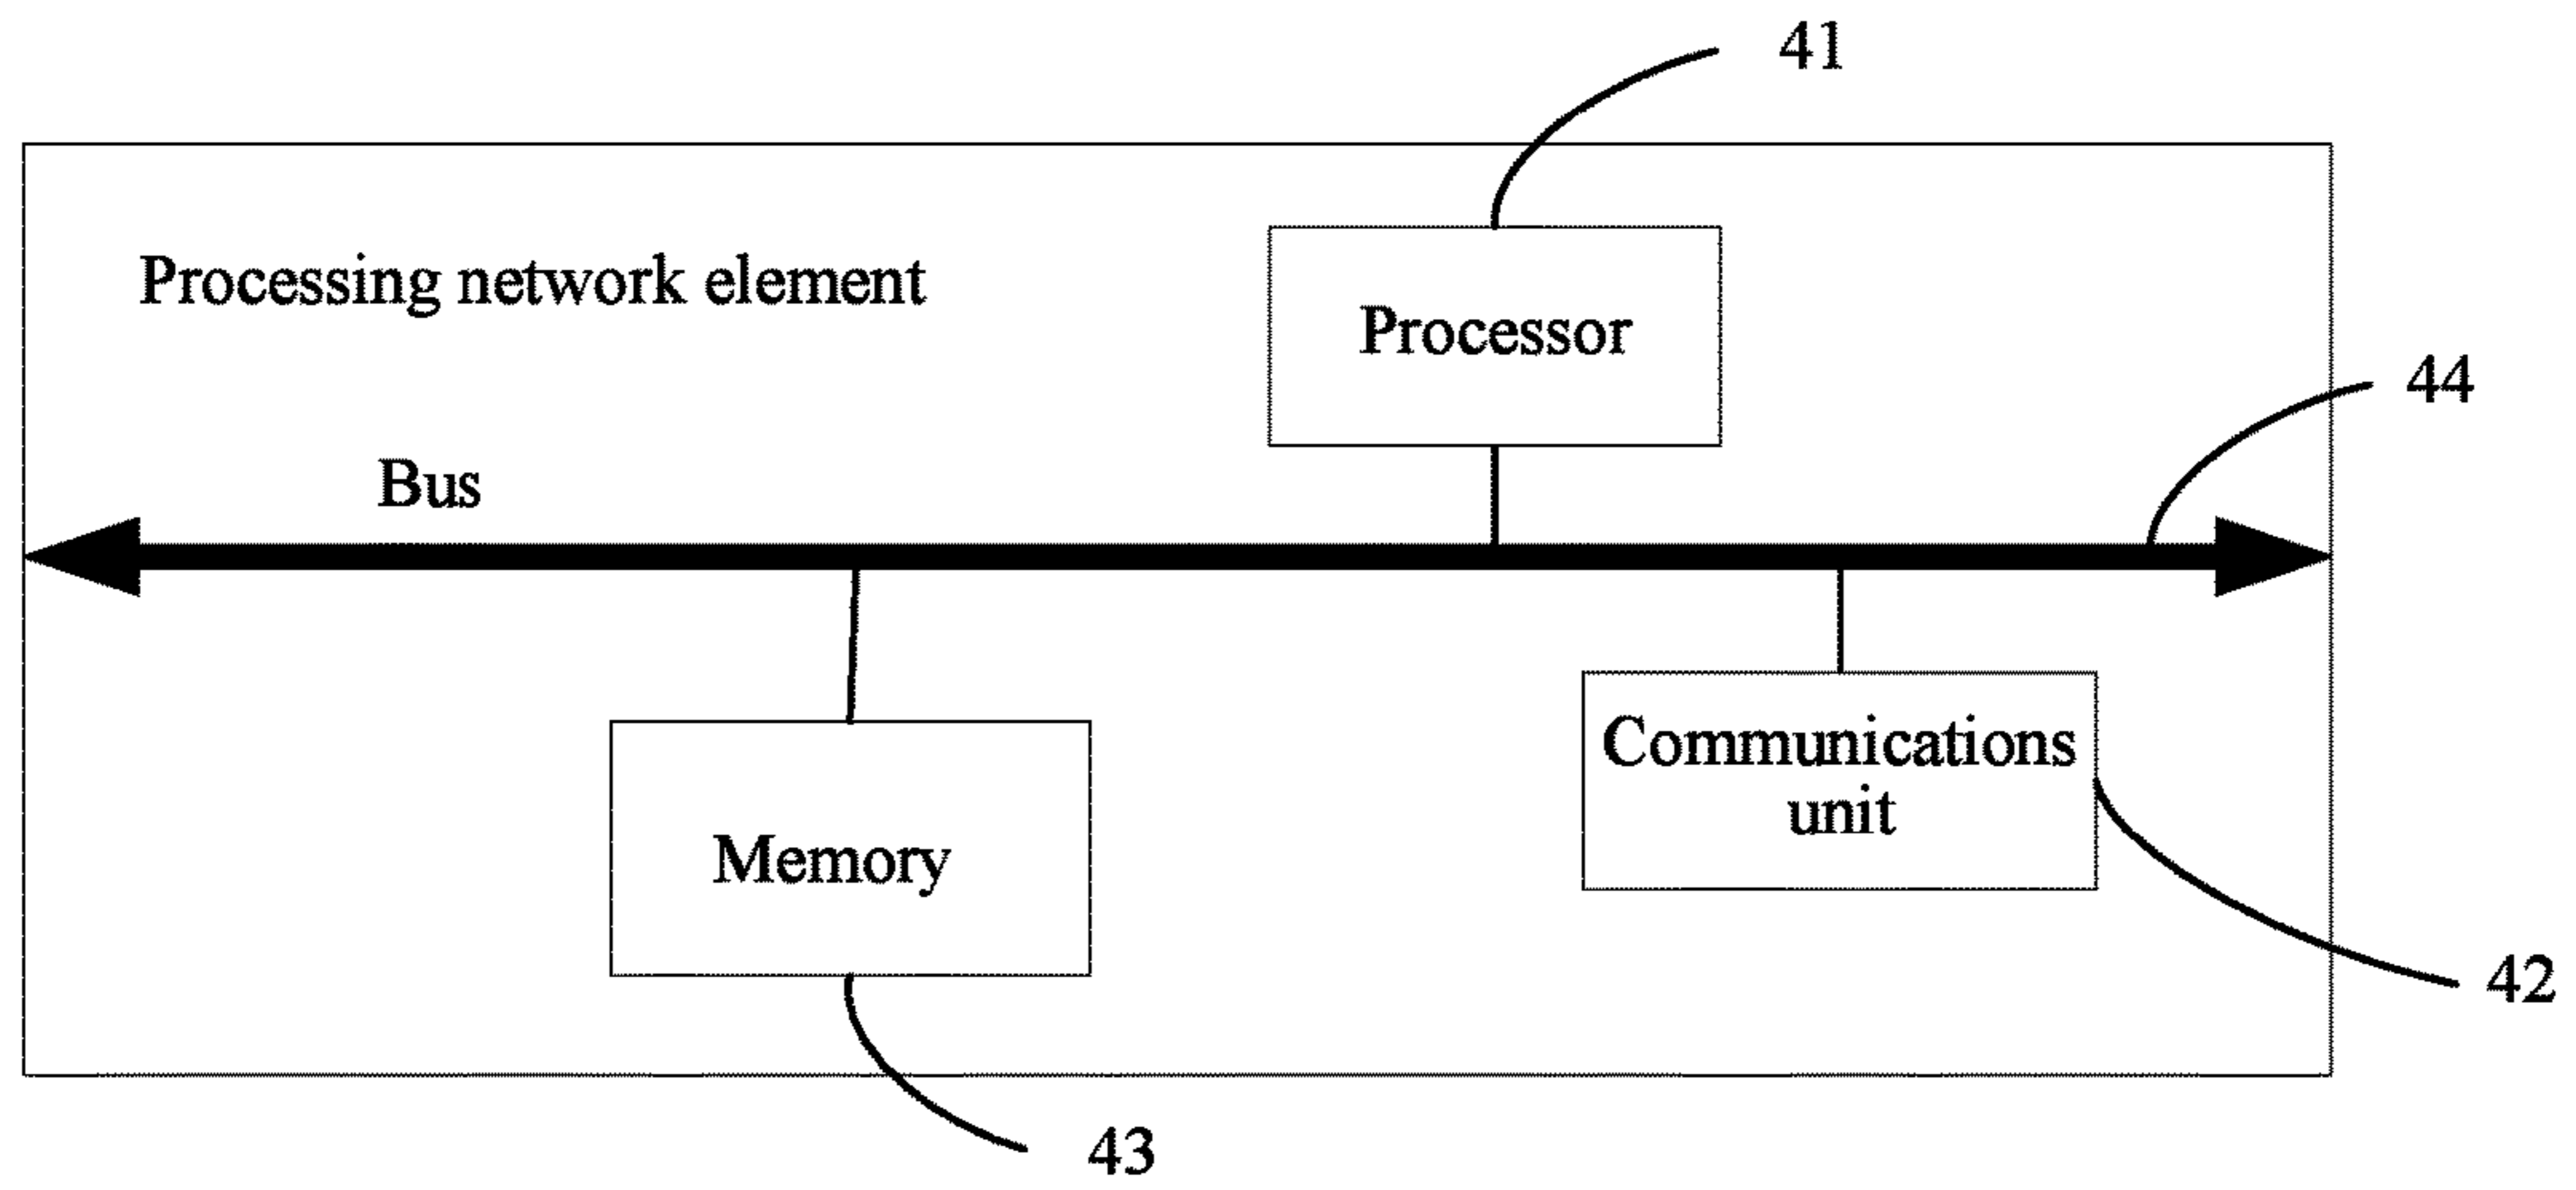 41
Processing network element
Processor
44
Bus
Communications
unit
Memory
42
43